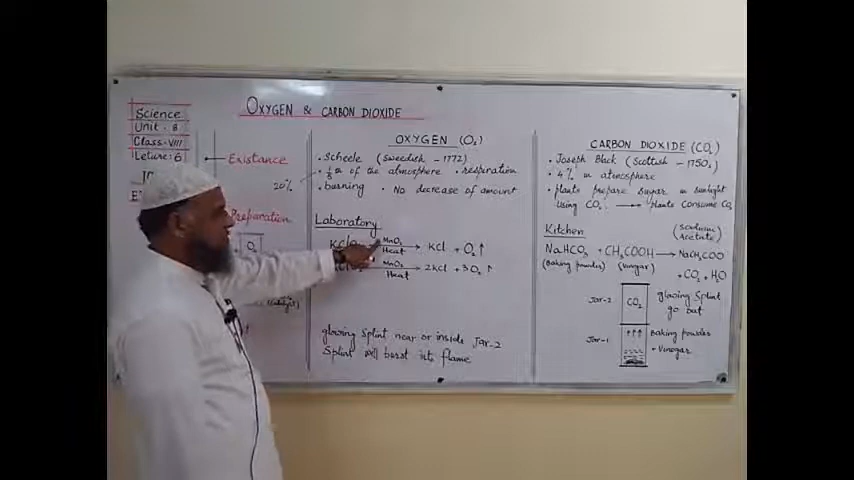 Science
Unit - 8
Class-VIII
Leture: 6
OXYGEN & CARBON DIOXIDE
Existance
20%
Preparation
O₂
OXYGEN (O₂)
• Scheele (Sweedish - 1772)
• 1/5 th of the atmosphere • respiration
• burning • No decrease of amount
Laboratory
KClO₃ MnO₂ Heat → KCl + O₂ ↑
MnO₂ Heat → 2KCl + 3O₂ ↑
glowing Splint near or inside Jar-2
Splint will burst into flame
CARBON DIOXIDE (CO₂)
• Joseph Black (Scottish - 1750s)
• 4% in atmosphere
• plants prepare sugar in sunlight
Using CO₂. → Plants Consume CO₂
Kitchen
(Sodium Acetate)
NaHCO₃ + CH₃COOH → NaCH₃COO
(Baking powder) (Vinegar) + CO₂ + H₂O
Jar-2 CO₂ glowing Splint
go out
Jar-1 ↑↑↑ Baking powder
+ Vinegar